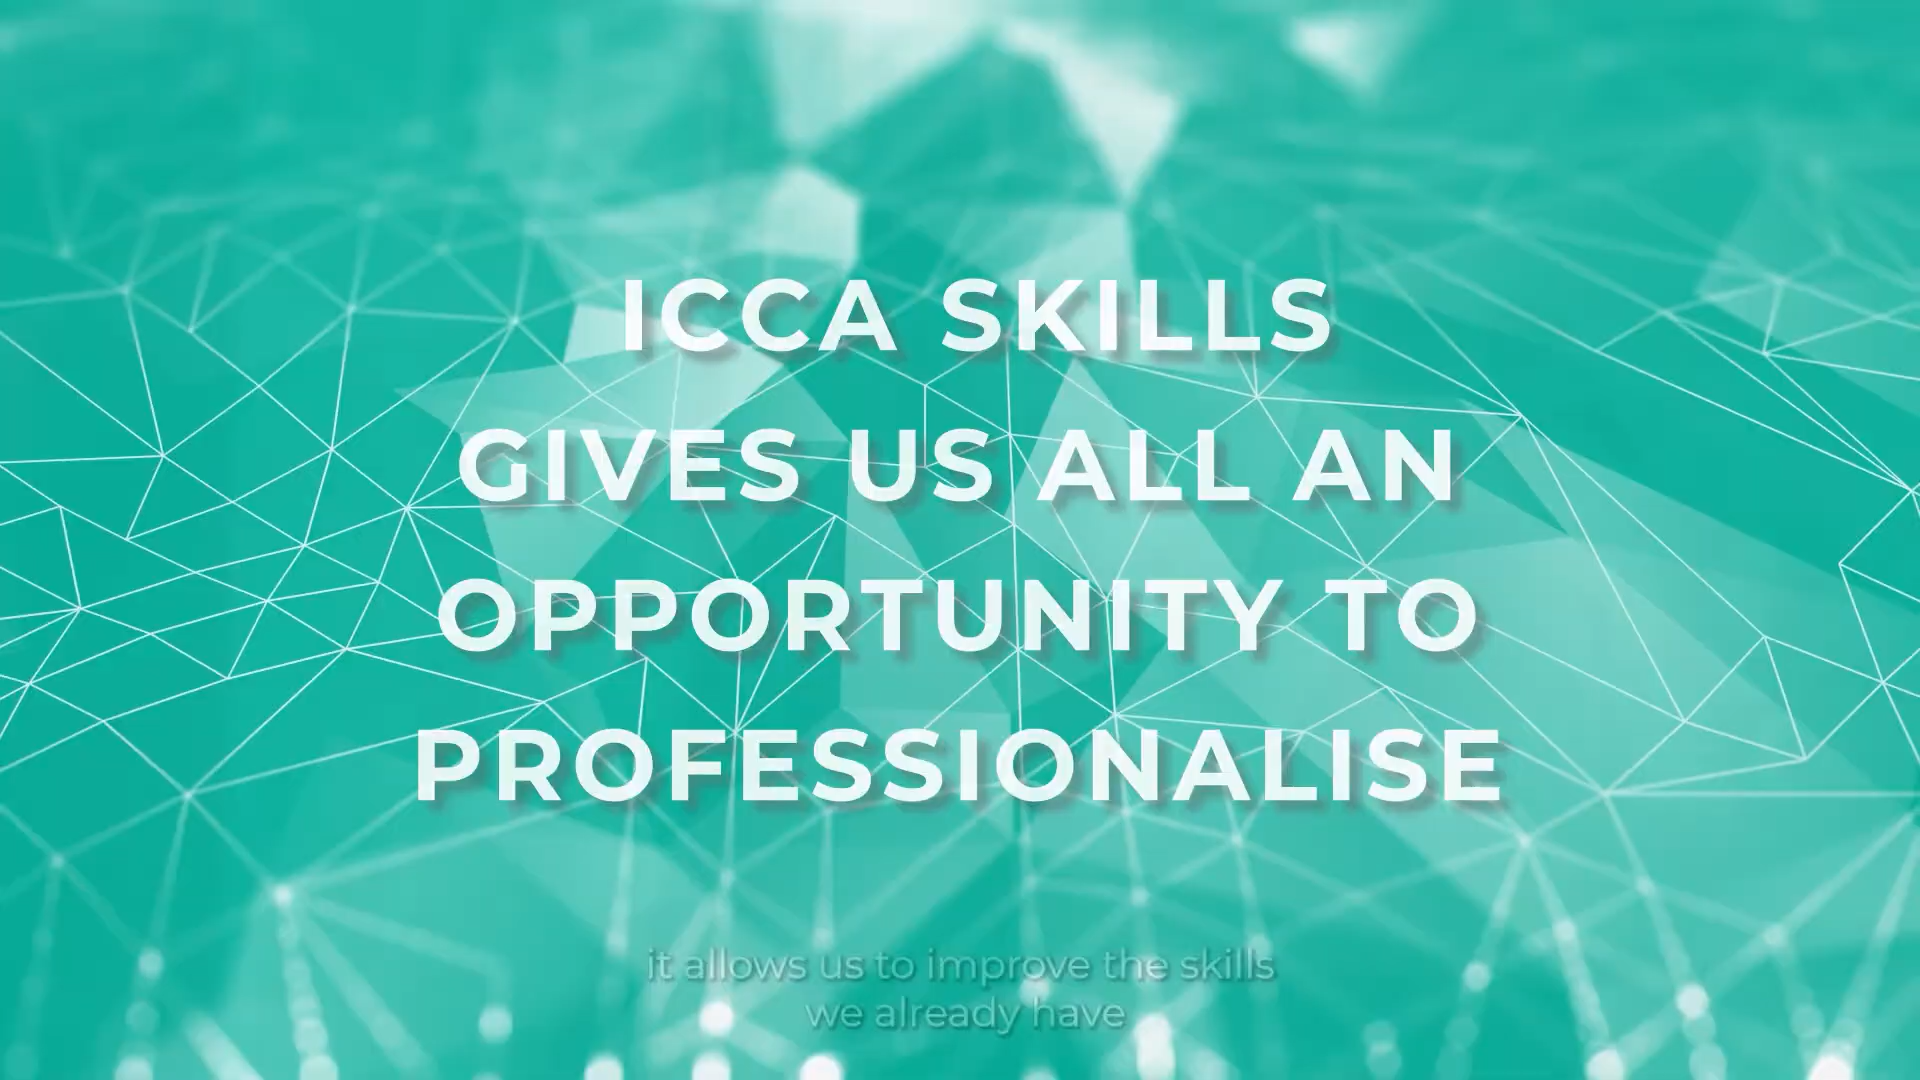 ICCA SKILLS
GIVES US ALL AN
OPPORTUNITY TO
PROFESSIONALISE
it allows us to improve the skills
we already have